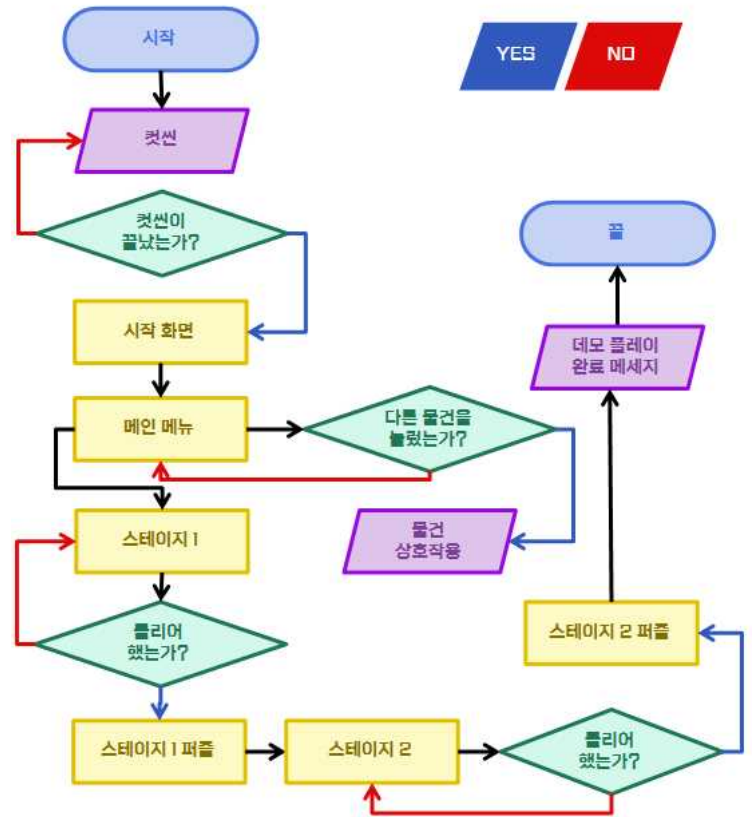 시작
YES
NO
컷씬
컷씬이
끝났는가?
끝
시작 화면
데모 플레이
완료 메세지
메인 메뉴
다른 물건을
눌렀는가?
스테이지 1
물건
상호작용
클리어
했는가?
스테이지 2 퍼즐
스테이지 1 퍼즐
스테이지 2
클리어
했는가?